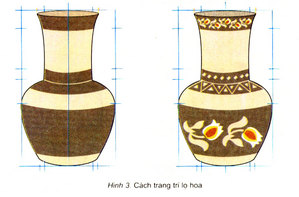 Hình 3. Cách trang trí lọ hoa